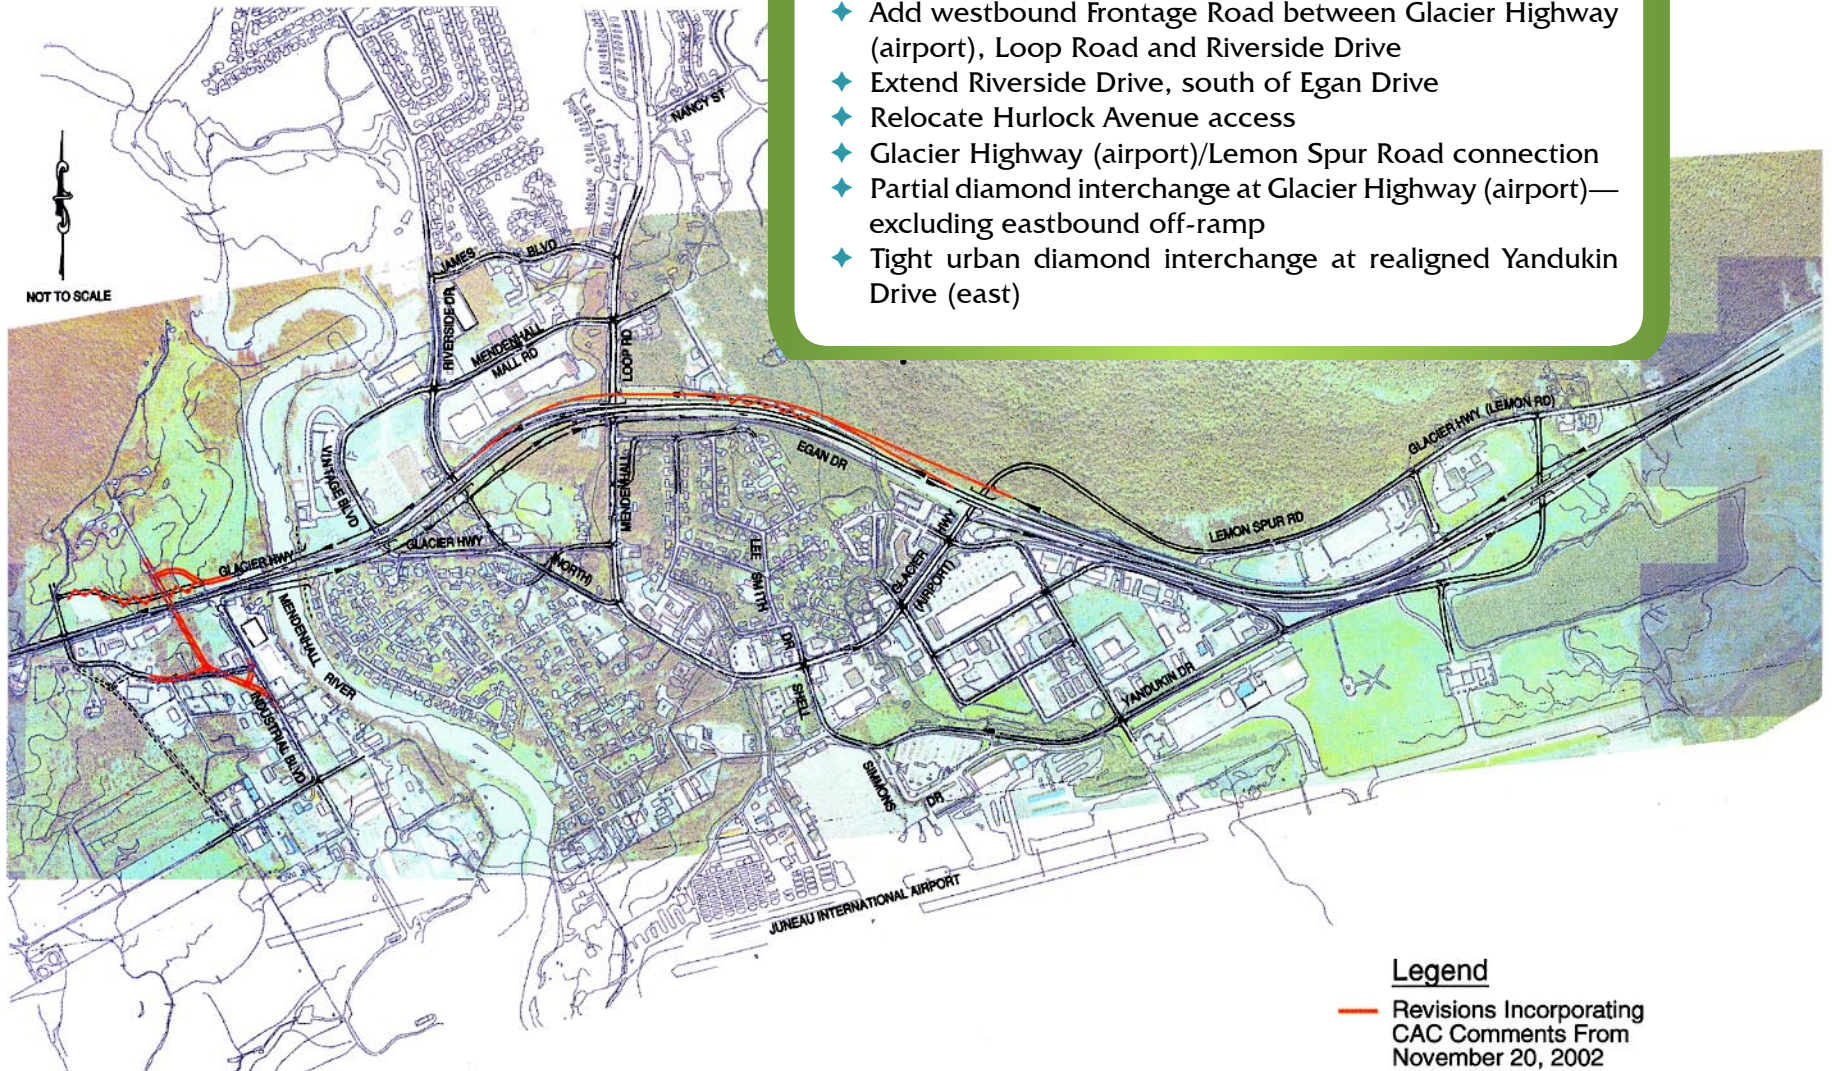 ✦ Add westbound Frontage Road between Glacier Highway
(airport), Loop Road and Riverside Drive
✦ Extend Riverside Drive, south of Egan Drive
✦ Relocate Hurlock Avenue access
✦ Glacier Highway (airport)/Lemon Spur Road connection
✦ Partial diamond interchange at Glacier Highway (airport)—
excluding eastbound off-ramp
✦ Tight urban diamond interchange at realigned Yandukin
Drive (east)
NANCY ST
NOT TO SCALE
JAMES BLVD
RIVERSIDE DR
MENDENHALL
MALL RD
LOOP RD
VINTAGE BLVD
MENDENHALL
EGAN DR
GLACIER HWY (LEMON RD)
LEMON SPUR RD
GLACIER HWY
GLACIER HWY
(NORTH)
LEE SMITH DR
GLACIER HWY
(AIRPORT)
MENDENHALL RIVER
INDUSTRIAL BLVD
SHELL
SIMMONS DR
YANDUKIN DR
JUNEAU INTERNATIONAL AIRPORT
Legend
Revisions Incorporating
CAC Comments From
November 20, 2002